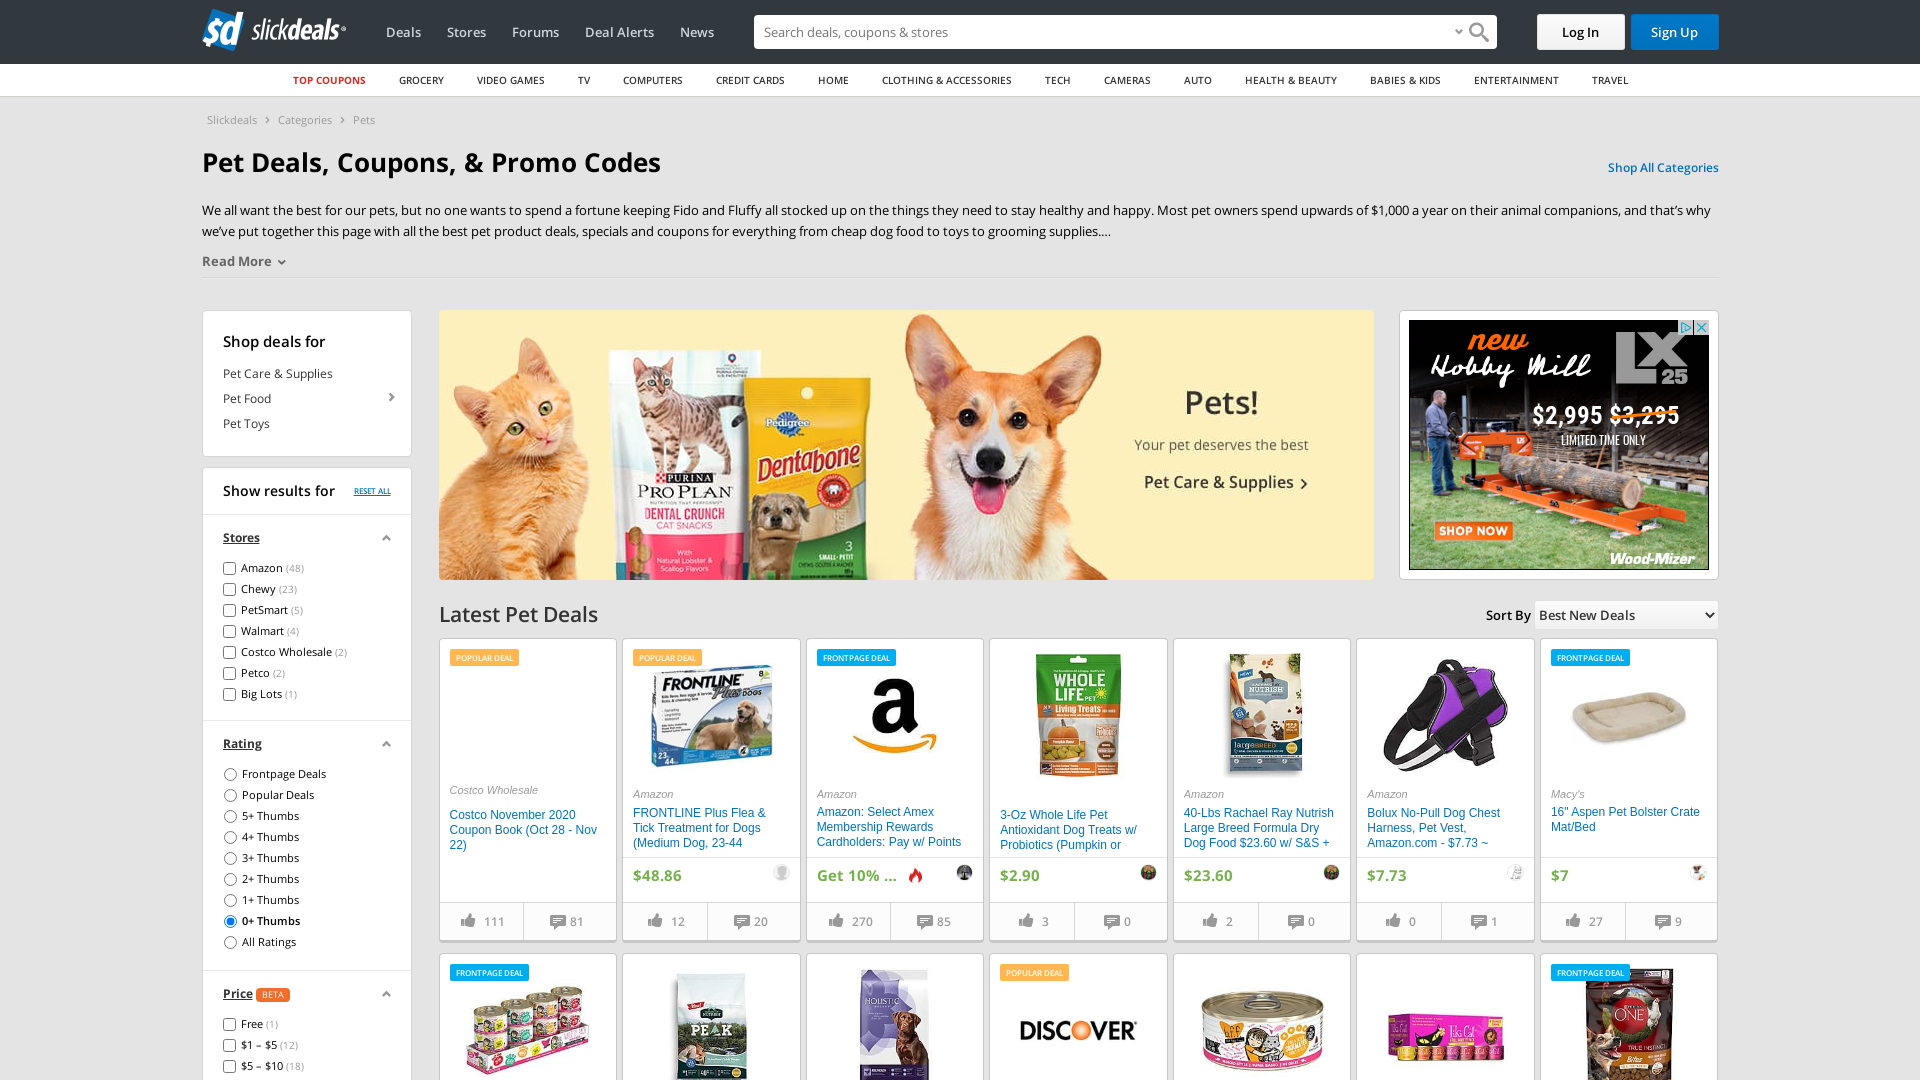 sd slickdeals
Deals
Stores
Forums
Deal Alerts
News
Search deals, coupons & stores
Log In
Sign Up
TOP COUPONS
GROCERY
VIDEO GAMES
TV
COMPUTERS
CREDIT CARDS
HOME
CLOTHING & ACCESSORIES
TECH
CAMERAS
AUTO
HEALTH & BEAUTY
BABIES & KIDS
ENTERTAINMENT
TRAVEL
Slickdeals > Categories > Pets
Pet Deals, Coupons, & Promo Codes
Shop All Categories
We all want the best for our pets, but no one wants to spend a fortune keeping Fido and Fluffy all stocked up on the things they need to stay healthy and happy. Most pet owners spend upwards of $1,000 a year on their animal companions, and that's why
we've put together this page with all the best pet product deals, specials and coupons for everything from cheap dog food to toys to grooming supplies....
Read More
Shop deals for
Pet Care & Supplies
Pet Food
Pet Toys
Show results for
RESET ALL
Stores
Amazon (48)
Chewy (23)
PetSmart (5)
Walmart (4)
Costco Wholesale (2)
Petco (2)
Big Lots (1)
Rating
Frontpage Deals
Popular Deals
5+ Thumbs
4+ Thumbs
3+ Thumbs
2+ Thumbs
1+ Thumbs
0+ Thumbs
All Ratings
Price BETA
Free (1)
$1 – $5 (12)
$5 – $10 (18)
PURINA
PRO PLAN
DENTAL CRUNCH
CAT SNACKS
With
Natural Lobster &
Scallop Flavors
Pedigree
Dentabone
3
SMALL-PETIT
Pets!
Your pet deserves the best
Pet Care & Supplies
new
Hobby Mill
LX
25
$2,995 $3,295
LIMITED TIME ONLY
SHOP NOW
Wood-Mizer
Latest Pet Deals
Sort By
Best New Deals
POPULAR DEAL
Costco Wholesale
Costco November 2020
Coupon Book (Oct 28 - Nov
22)
111
81
POPULAR DEAL
FRONTLINE
Plus
DOGS
23-
44
Amazon
FRONTLINE Plus Flea &
Tick Treatment for Dogs
(Medium Dog, 23-44
$48.86
12
20
FRONTPAGE DEAL
a
Amazon
Amazon: Select Amex
Membership Rewards
Cardholders: Pay w/ Points
Get 10% ...
270
85
WHOLE
LIFE PET
Living Treats
3-Oz Whole Life Pet
Antioxidant Dog Treats w/
Probiotics (Pumpkin or
$2.90
3
0
NUTRISH
large BREED
Amazon
40-Lbs Rachael Ray Nutrish
Large Breed Formula Dry
Dog Food $23.60 w/ S&S +
$23.60
2
0
Amazon
Bolux No-Pull Dog Chest
Harness, Pet Vest,
Amazon.com - $7.73 ~
$7.73
0
1
FRONTPAGE DEAL
Macy's
16" Aspen Pet Bolster Crate
Mat/Bed
$7
27
9
FRONTPAGE DEAL
NUTRISH
PEAK
HOLISTIC
POPULAR DEAL
DISCOVER
bff
Tiki Cat
FRONTPAGE DEAL
ONE
TRUE INSTINCT
Bites